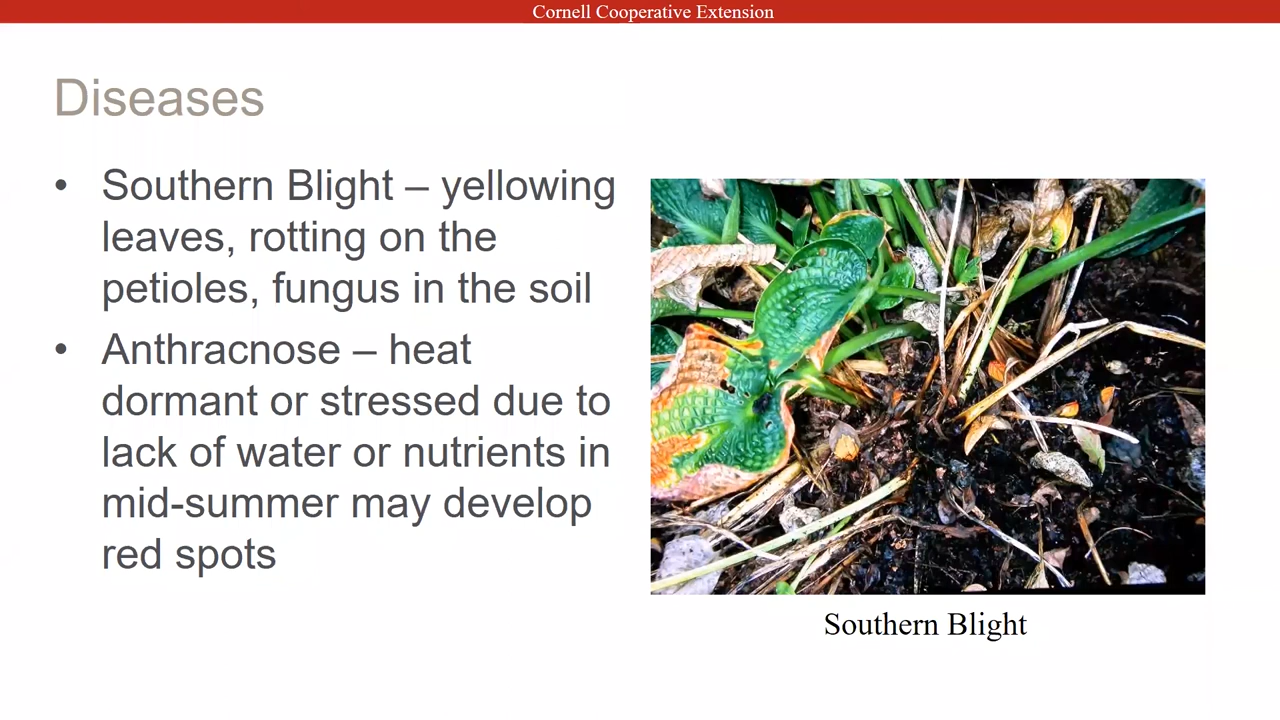 Cornell Cooperative Extension
Diseases
• Southern Blight – yellowing
leaves, rotting on the
petioles, fungus in the soil
• Anthracnose – heat
dormant or stressed due to
lack of water or nutrients in
mid-summer may develop
red spots
Southern Blight